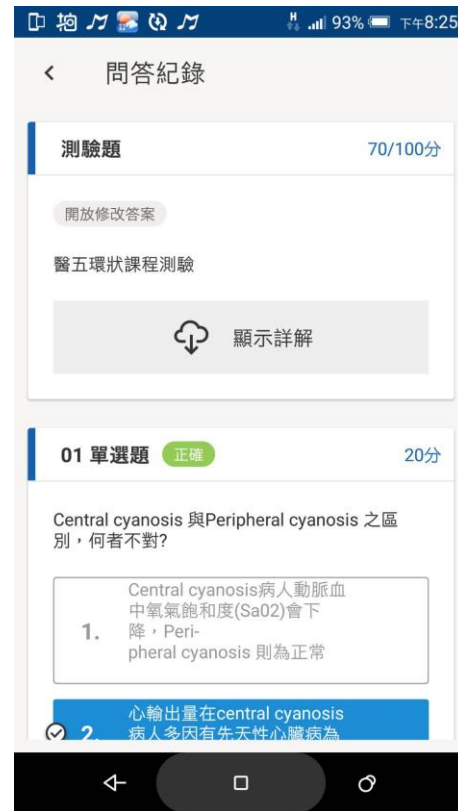 拍 H 93% 下午8:25
問答紀錄
測驗題 70/100分
開放修改答案
醫五環狀課程測驗
顯示詳解
01 單選題 正確 20分
Central cyanosis 與Peripheral cyanosis 之區
別，何者不對?
Central cyanosis病人動脈血
中氧氣飽和度(Sa02)會下
1. 降，Peri-
pheral cyanosis 則為正常
心輸出量在central cyanosis
2. 病人多因有先天性心臟病為